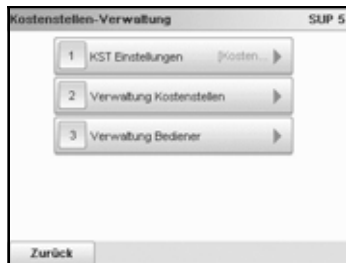 Kostenstellen-Verwaltung SUP 5
1 KST Einstellungen [Kosten...
2 Verwaltung Kostenstellen
3 Verwaltung Bediener
Zurück